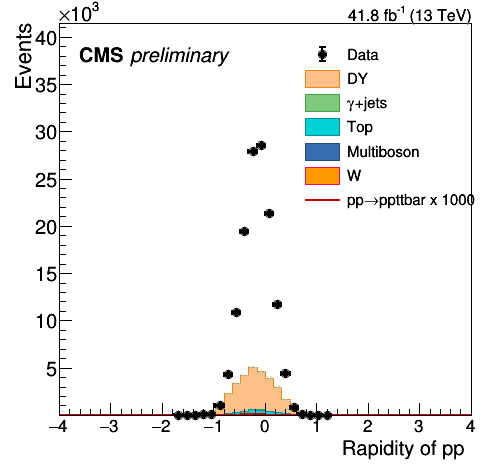 ×10³
41.8 fb⁻¹ (13 TeV)
Events
CMS preliminary
Data
DY
γ+jets
Top
Multiboson
W
pp→ppttbar x 1000
40
35
30
25
20
15
10
5
−4 −3 −2 −1 0 1 2 3 4
Rapidity of pp